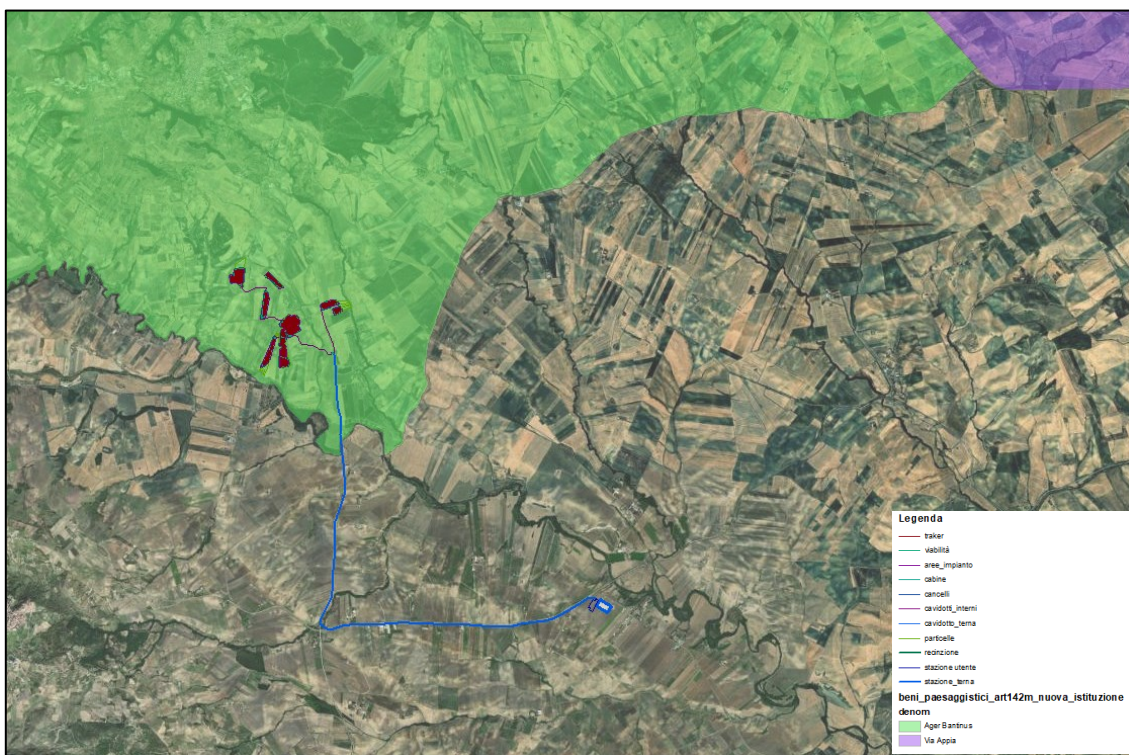 Legenda
traker
viabilità
aree_impianto
cabine
cancelli
cavidotti_interni
cavidotto_terna
particelle
recinzione
stazione utente
stazione_terna
beni_paesaggistici_art142m_nuova_istituzione
denom
Ager Bantinus
Via Appia